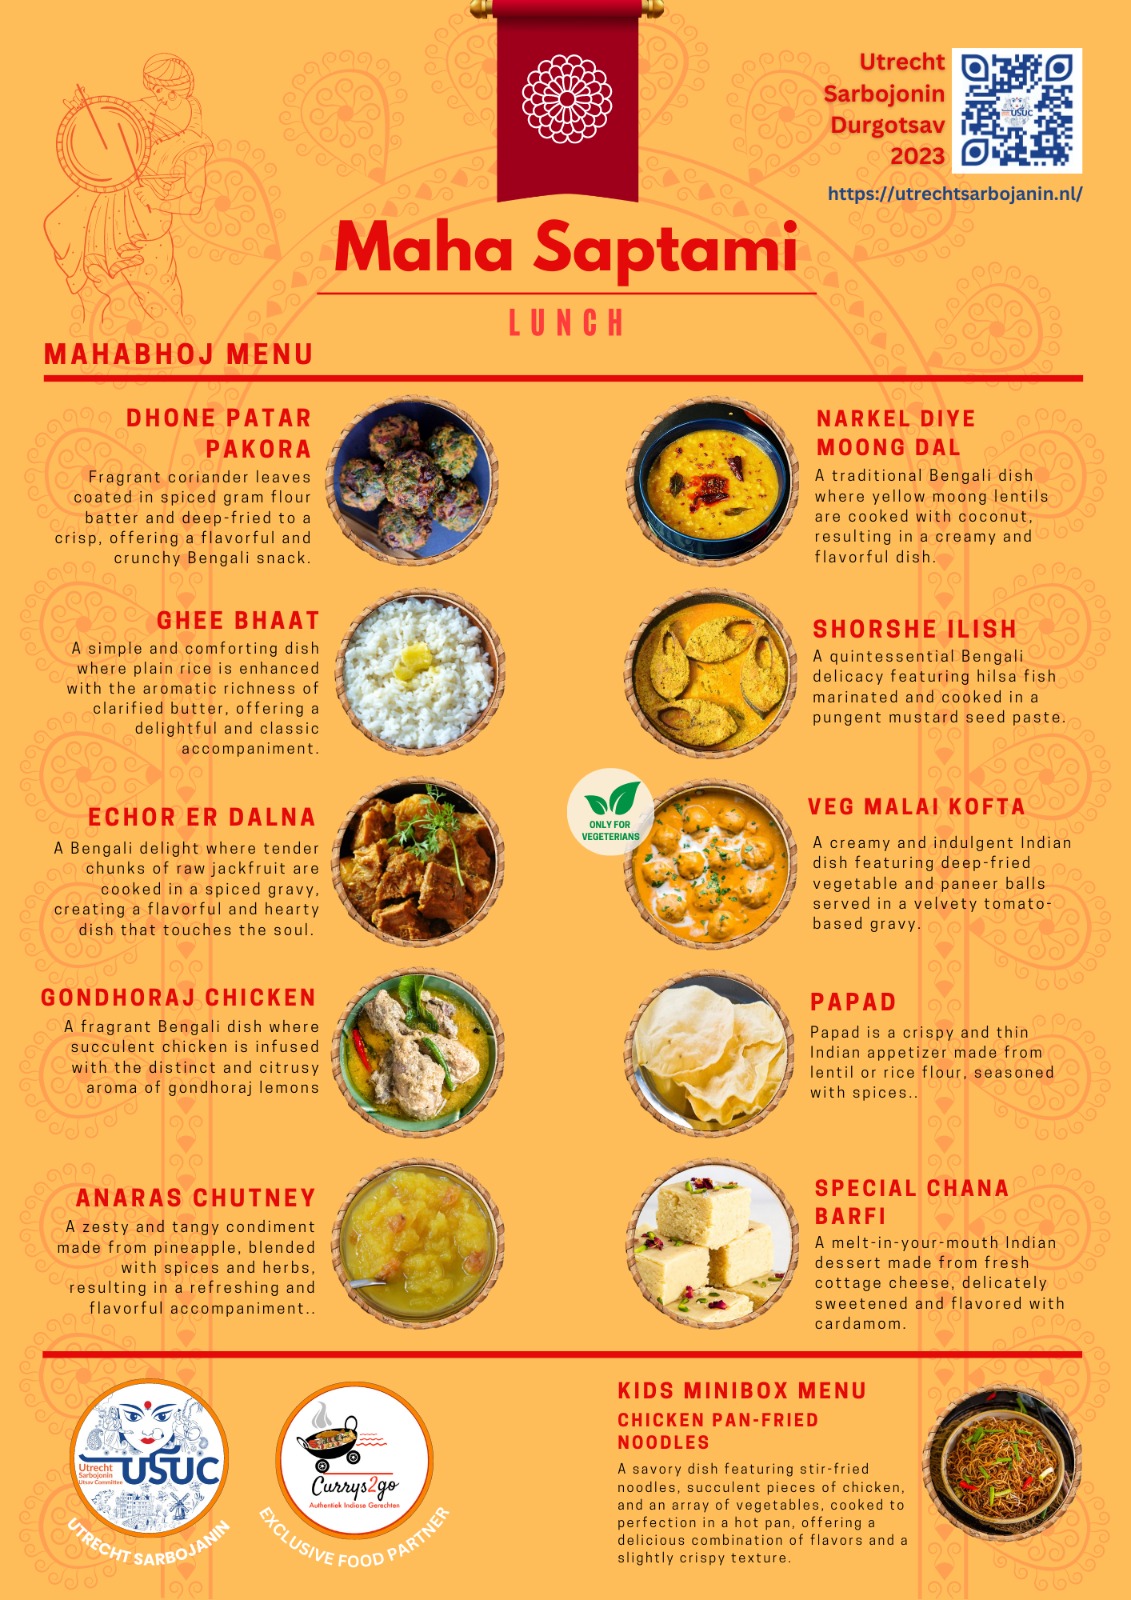 Utrecht
Sarbojonin
Durgotsav
2023
USUC
https://utrechtsarbojanin.nl/
Maha Saptami
LUNCH
MAHABHOJ MENU
DHONE PATAR
PAKORA
Fragrant coriander leaves
coated in spiced gram flour
batter and deep-fried to a
crisp, offering a flavorful and
crunchy Bengali snack.
NARKEL DIYE
MOONG DAL
A traditional Bengali dish
where yellow moong lentils
are cooked with coconut,
resulting in a creamy and
flavorful dish.
GHEE BHAAT
A simple and comforting dish
where plain rice is enhanced
with the aromatic richness of
clarified butter, offering a
delightful and classic
accompaniment.
SHORSHE ILISH
A quintessential Bengali
delicacy featuring hilsa fish
marinated and cooked in a
pungent mustard seed paste.
ECHOR ER DALNA
A Bengali delight where tender
chunks of raw jackfruit are
cooked in a spiced gravy,
creating a flavorful and hearty
dish that touches the soul.
ONLY FOR
VEGETERIANS
VEG MALAI KOFTA
A creamy and indulgent Indian
dish featuring deep-fried
vegetable and paneer balls
served in a velvety tomato-
based gravy.
GONDHORAJ CHICKEN
A fragrant Bengali dish where
succulent chicken is infused
with the distinct and citrusy
aroma of gondhoraj lemons
PAPAD
Papad is a crispy and thin
Indian appetizer made from
lentil or rice flour, seasoned
with spices..
ANARAS CHUTNEY
A zesty and tangy condiment
made from pineapple, blended
with spices and herbs,
resulting in a refreshing and
flavorful accompaniment..
SPECIAL CHANA
BARFI
A melt-in-your-mouth Indian
dessert made from fresh
cottage cheese, delicately
sweetened and flavored with
cardamom.
Utrecht
Sarbojonin
Utsav Committee
USUC
UTRECHT SARBOJANIN
Currys2go
Authentiek Indiase Gerechten
EXCLUSIVE FOOD PARTNER
KIDS MINIBOX MENU
CHICKEN PAN-FRIED
NOODLES
A savory dish featuring stir-fried
noodles, succulent pieces of chicken,
and an array of vegetables, cooked to
perfection in a hot pan, offering a
delicious combination of flavors and a
slightly crispy texture.